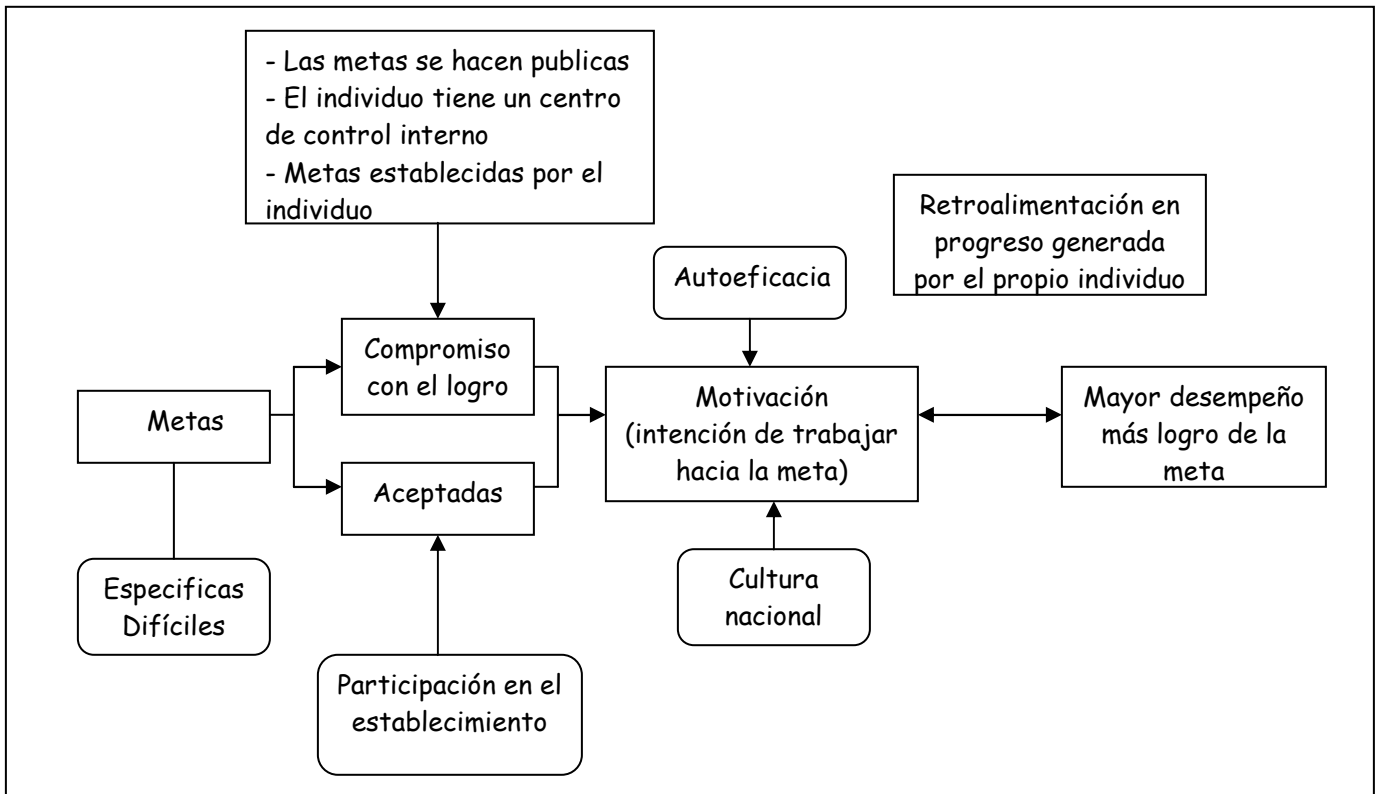 - Las metas se hacen publicas
- El individuo tiene un centro
de control interno
- Metas establecidas por el
individuo
Retroalimentación en
progreso generada
por el propio individuo
Autoeficacia
Compromiso
con el logro
Metas
Aceptadas
Motivación
(intención de trabajar
hacia la meta)
Mayor desempeño
más logro de la
meta
Especificas
Difíciles
Cultura
nacional
Participación en el
establecimiento